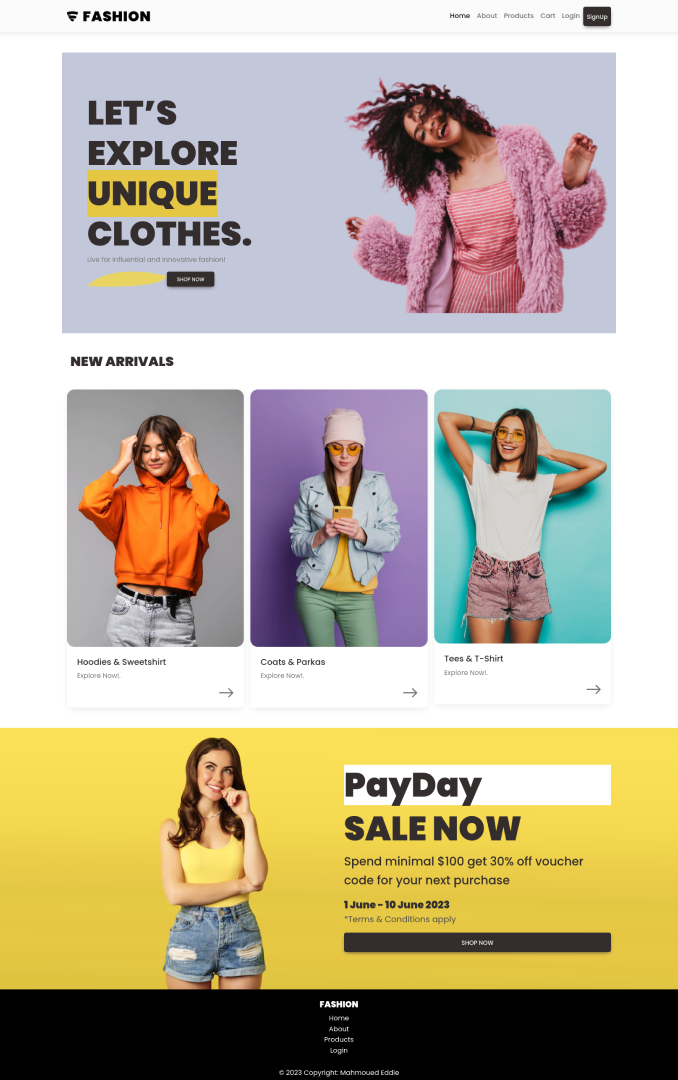 FASHION
Home About Products Cart Login SignUp
LET'S
EXPLORE
UNIQUE
CLOTHES.
Live for influential and innovative fashion!
SHOP NOW
NEW ARRIVALS
Hoodies & Sweetshirt
Explore Now!.
Coats & Parkas
Explore Now!.
Tees & T-Shirt
Explore Now!.
PayDay
SALE NOW
Spend minimal $100 get 30% off voucher
code for your next purchase
1 June - 10 June 2023
*Terms & Conditions apply
SHOP NOW
FASHION
Home
About
Products
Login
© 2023 Copyright: Mahmoued Eddie